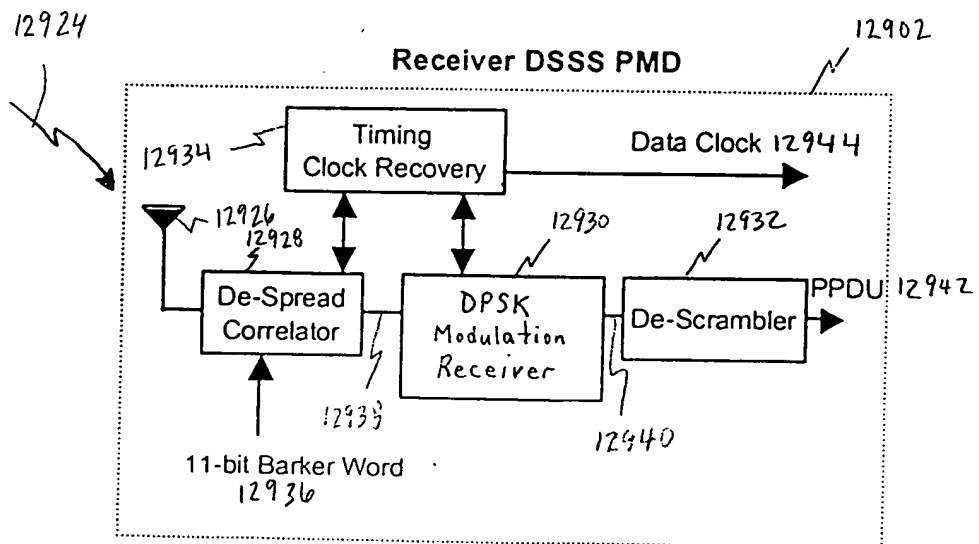 12924
12902
Receiver DSSS PMD
12934
Timing
Clock Recovery
Data Clock 12944
12926
12928
12930
12932
De-Spread
Correlator
DPSK
Modulation
Receiver
De-Scrambler
PPDU 12942
12938
12940
11-bit Barker Word
12936